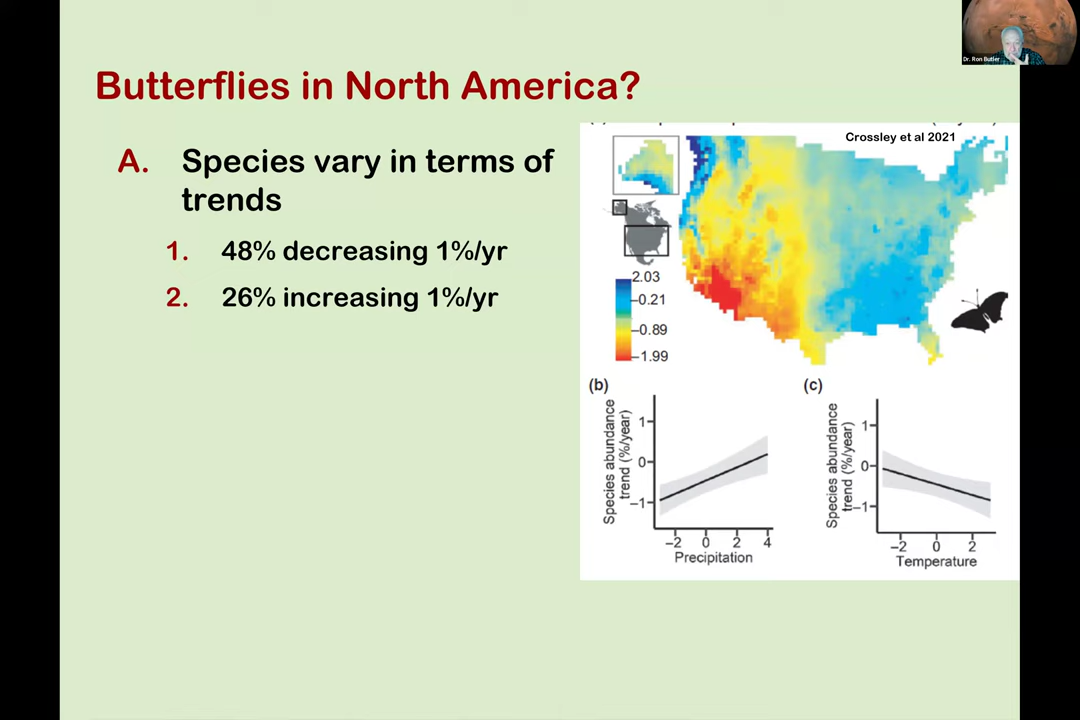 Dr. Ron Butler
Butterflies in North America?
Crossley et al 2021
A. Species vary in terms of
trends
1. 48% decreasing 1%/yr
2. 26% increasing 1%/yr
2.03
-0.21
-0.89
-1.99
(b)
Species abundance
trend (%/year)
1
0
-1
-2 0 2 4
Precipitation
(c)
Species abundance
trend (%/year)
1
0
-1
-2 0 2
Temperature